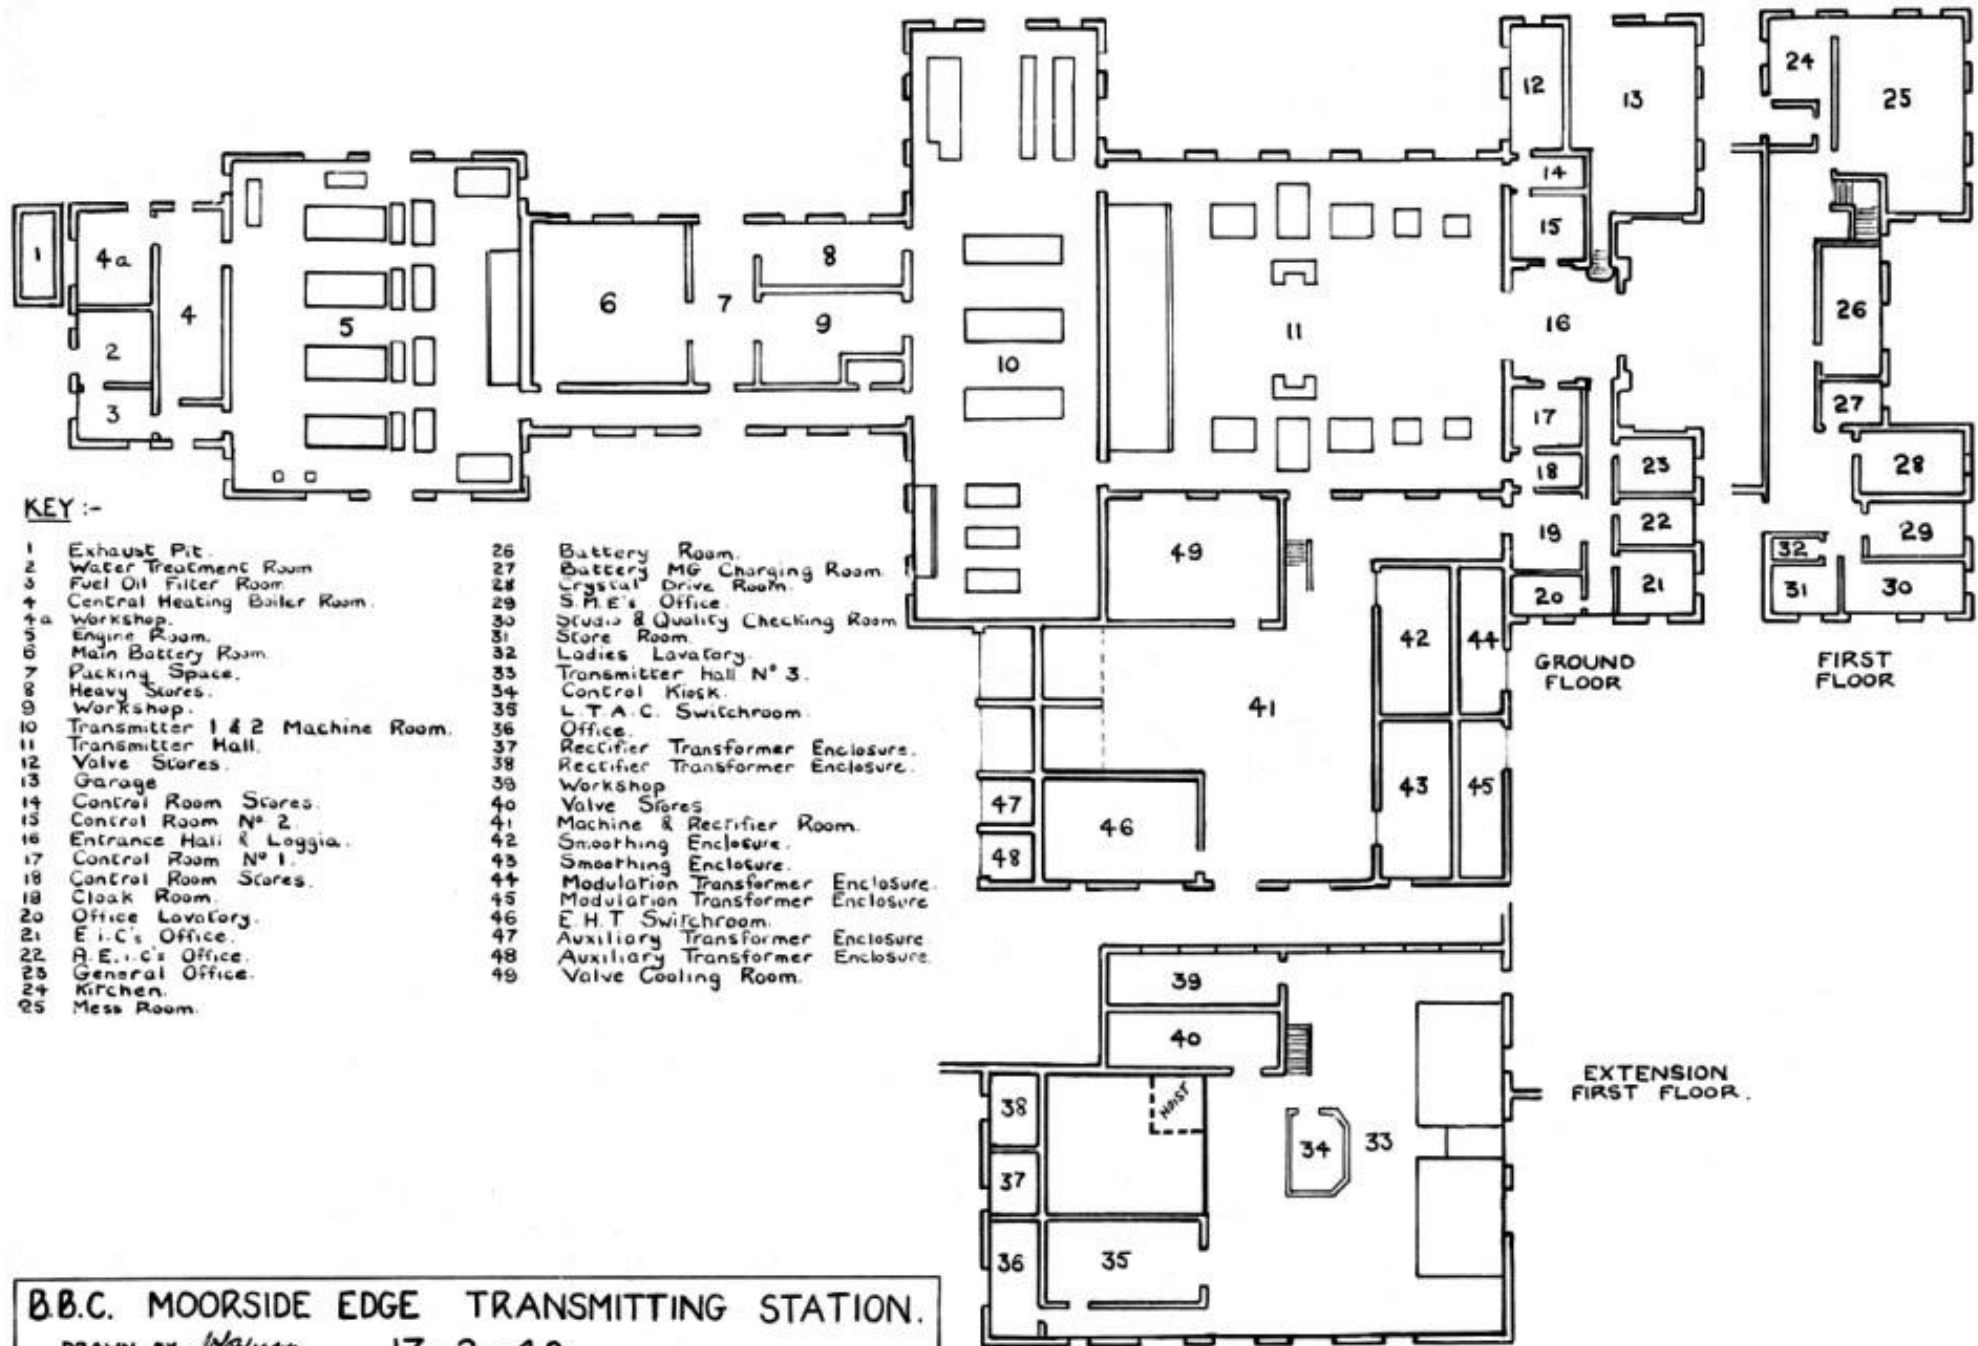 24
25
12
13
14
15
1
4a
4
2
3
5
6
7
8
9
10
11
16
26
17
27
18
23
28
19
22
29
32
20
21
31
30
49
42
44
GROUND
FLOOR
FIRST
FLOOR
41
43
45
47
46
48
KEY :-
1 Exhaust Pit.
2 Water Treatment Room
3 Fuel Oil Filter Room.
4 Central Heating Boiler Room.
4a Workshop.
5 Engine Room.
6 Main Battery Room.
7 Packing Space.
8 Heavy Stores.
9 Workshop.
10 Transmitter 1 & 2 Machine Room.
11 Transmitter Hall.
12 Valve Stores.
13 Garage
14 Control Room Stores.
15 Control Room Nº 2.
16 Entrance Hall & Loggia.
17 Control Room Nº 1.
18 Control Room Stores.
19 Cloak Room.
20 Office Lavatory.
21 E.i.C's Office.
22 A.E.i.C's Office.
23 General Office.
24 Kitchen.
25 Mess Room.
26 Battery Room.
27 Battery MG Charging Room
28 Crystal Drive Room.
29 S.M.E's Office.
30 Studio & Quality Checking Room
31 Store Room.
32 Ladies Lavatory.
33 Transmitter Hall Nº 3.
34 Control Kiosk.
35 L.T.A.C. Switchroom.
36 Office.
37 Rectifier Transformer Enclosure.
38 Rectifier Transformer Enclosure.
39 Workshop
40 Valve Stores
41 Machine & Rectifier Room.
42 Smoothing Enclosure.
43 Smoothing Enclosure.
44 Modulation Transformer Enclosure.
45 Modulation Transformer Enclosure
46 E.H.T Switchroom.
47 Auxiliary Transformer Enclosure
48 Auxiliary Transformer Enclosure.
49 Valve Cooling Room.
39
40
38
HOIST
37
34
33
36
35
EXTENSION
FIRST FLOOR.
B.B.C. MOORSIDE EDGE TRANSMITTING STATION.